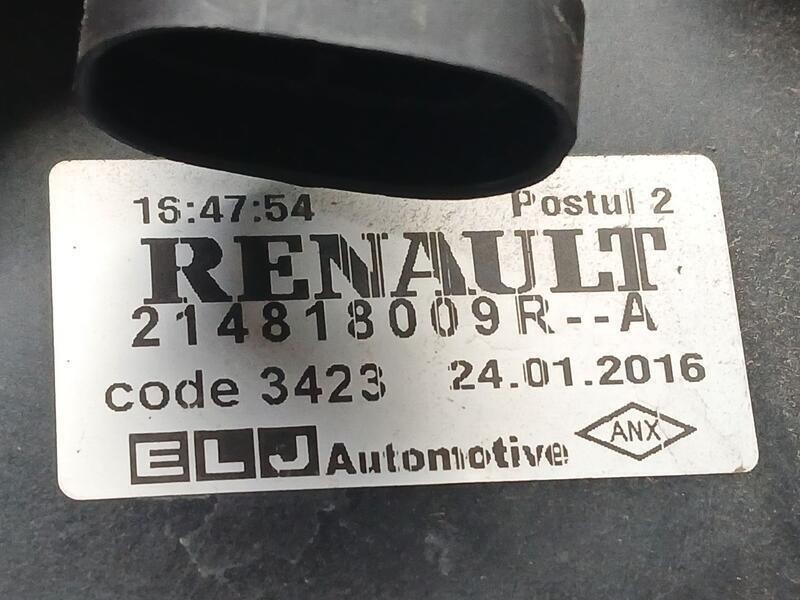 16:47:54 Postul 2
RENAULT
214818009R--A
code 3423 24.01.2016
ELJ Automotive ANX